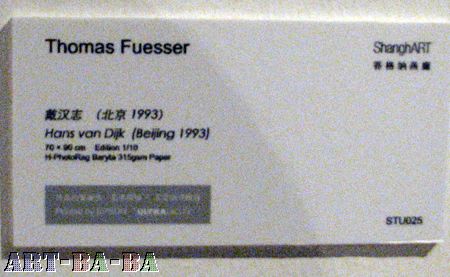 Thomas Fuesser
ShanghART
香格纳画廊
戴汉志 (北京 1993)
Hans van Dijk (Beijing 1993)
70 × 90 cm Edition 1/10
H-PhotoRag Baryta 315gsm Paper
STU025
ART-BA-BA